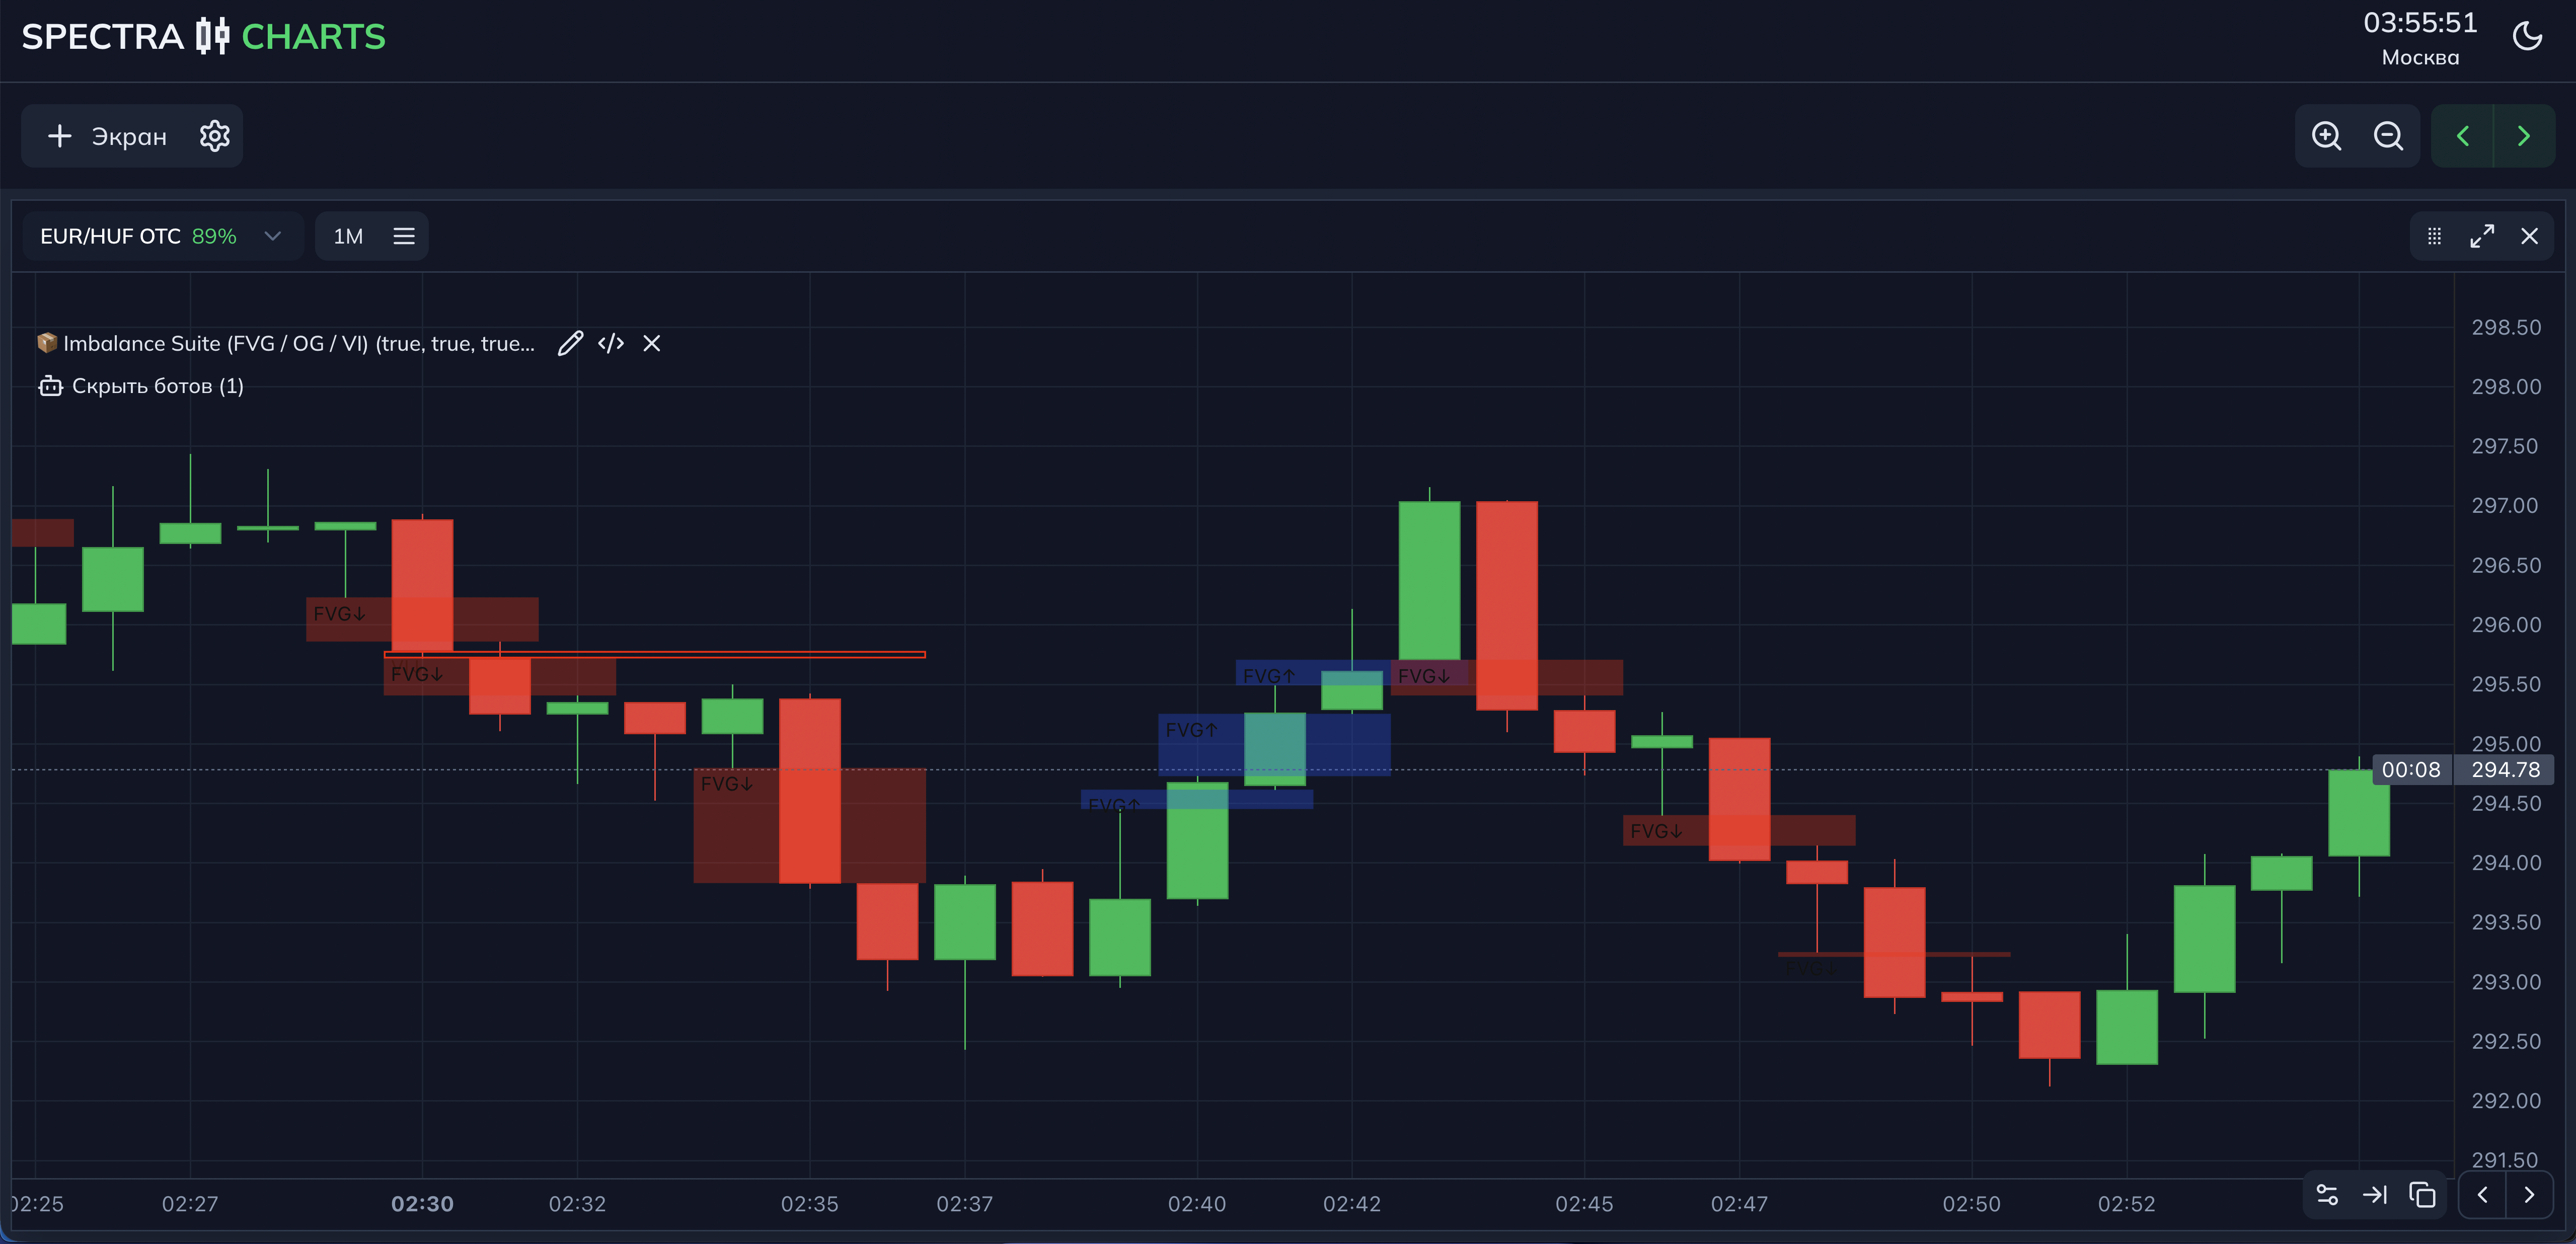 SPECTRA CHARTS
03:55:51
Москва
Экран
EUR/HUF OTC 89%
1M
Imbalance Suite (FVG / OG / VI) (true, true, true...
Скрыть ботов (1)
298.50
298.00
297.50
297.00
296.50
296.00
295.50
295.00
00:08 294.78
294.50
294.00
293.50
293.00
292.50
292.00
291.50
FVG↓
FVG↓
FVG↓
FVG↑
FVG↑
FVG↑
FVG↓
FVG↓
FVG↓
02:25 02:27 02:30 02:32 02:35 02:37 02:40 02:42 02:45 02:47 02:50 02:52